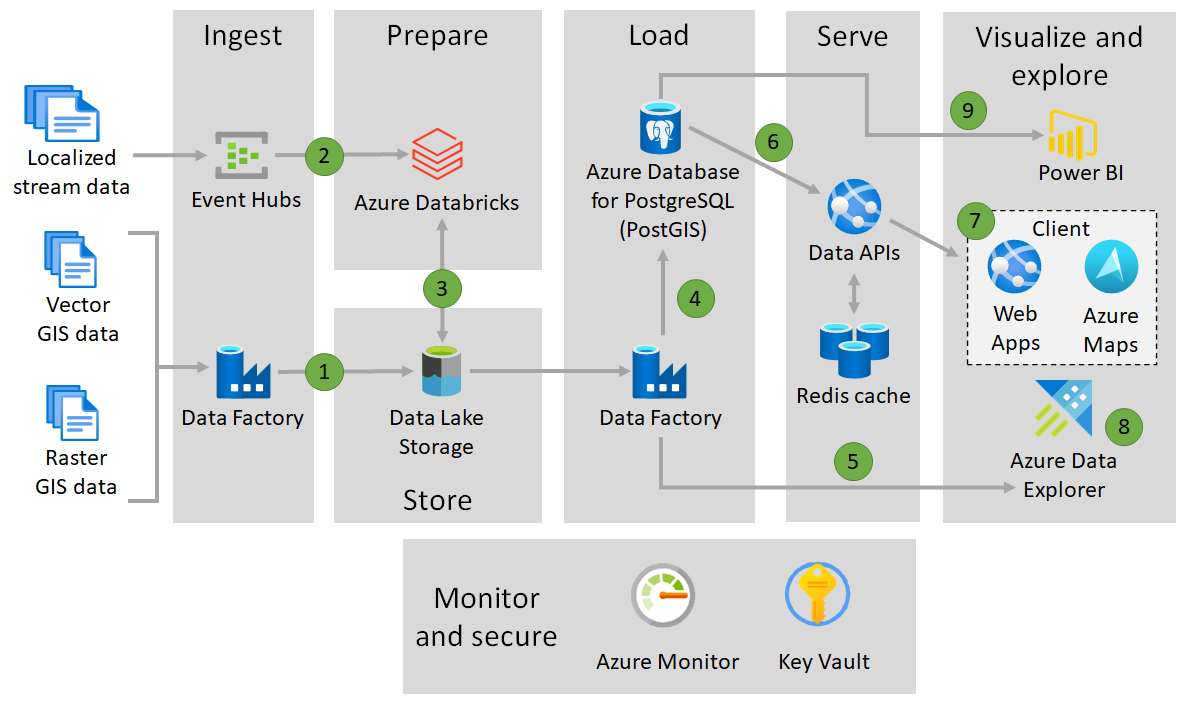 Ingest
Prepare
Load
Serve
Visualize and
explore
Localized
stream data
Event Hubs
2
Azure Databricks
Azure Database
for PostgreSQL
(PostGIS)
6
Data APIs
9
Power BI
7
Client
Web
Apps
Azure
Maps
Vector
GIS data
3
4
Raster
GIS data
Data Factory
1
Data Lake
Storage
Store
Data Factory
Redis cache
5
8
Azure Data
Explorer
Monitor
and secure
Azure Monitor
Key Vault